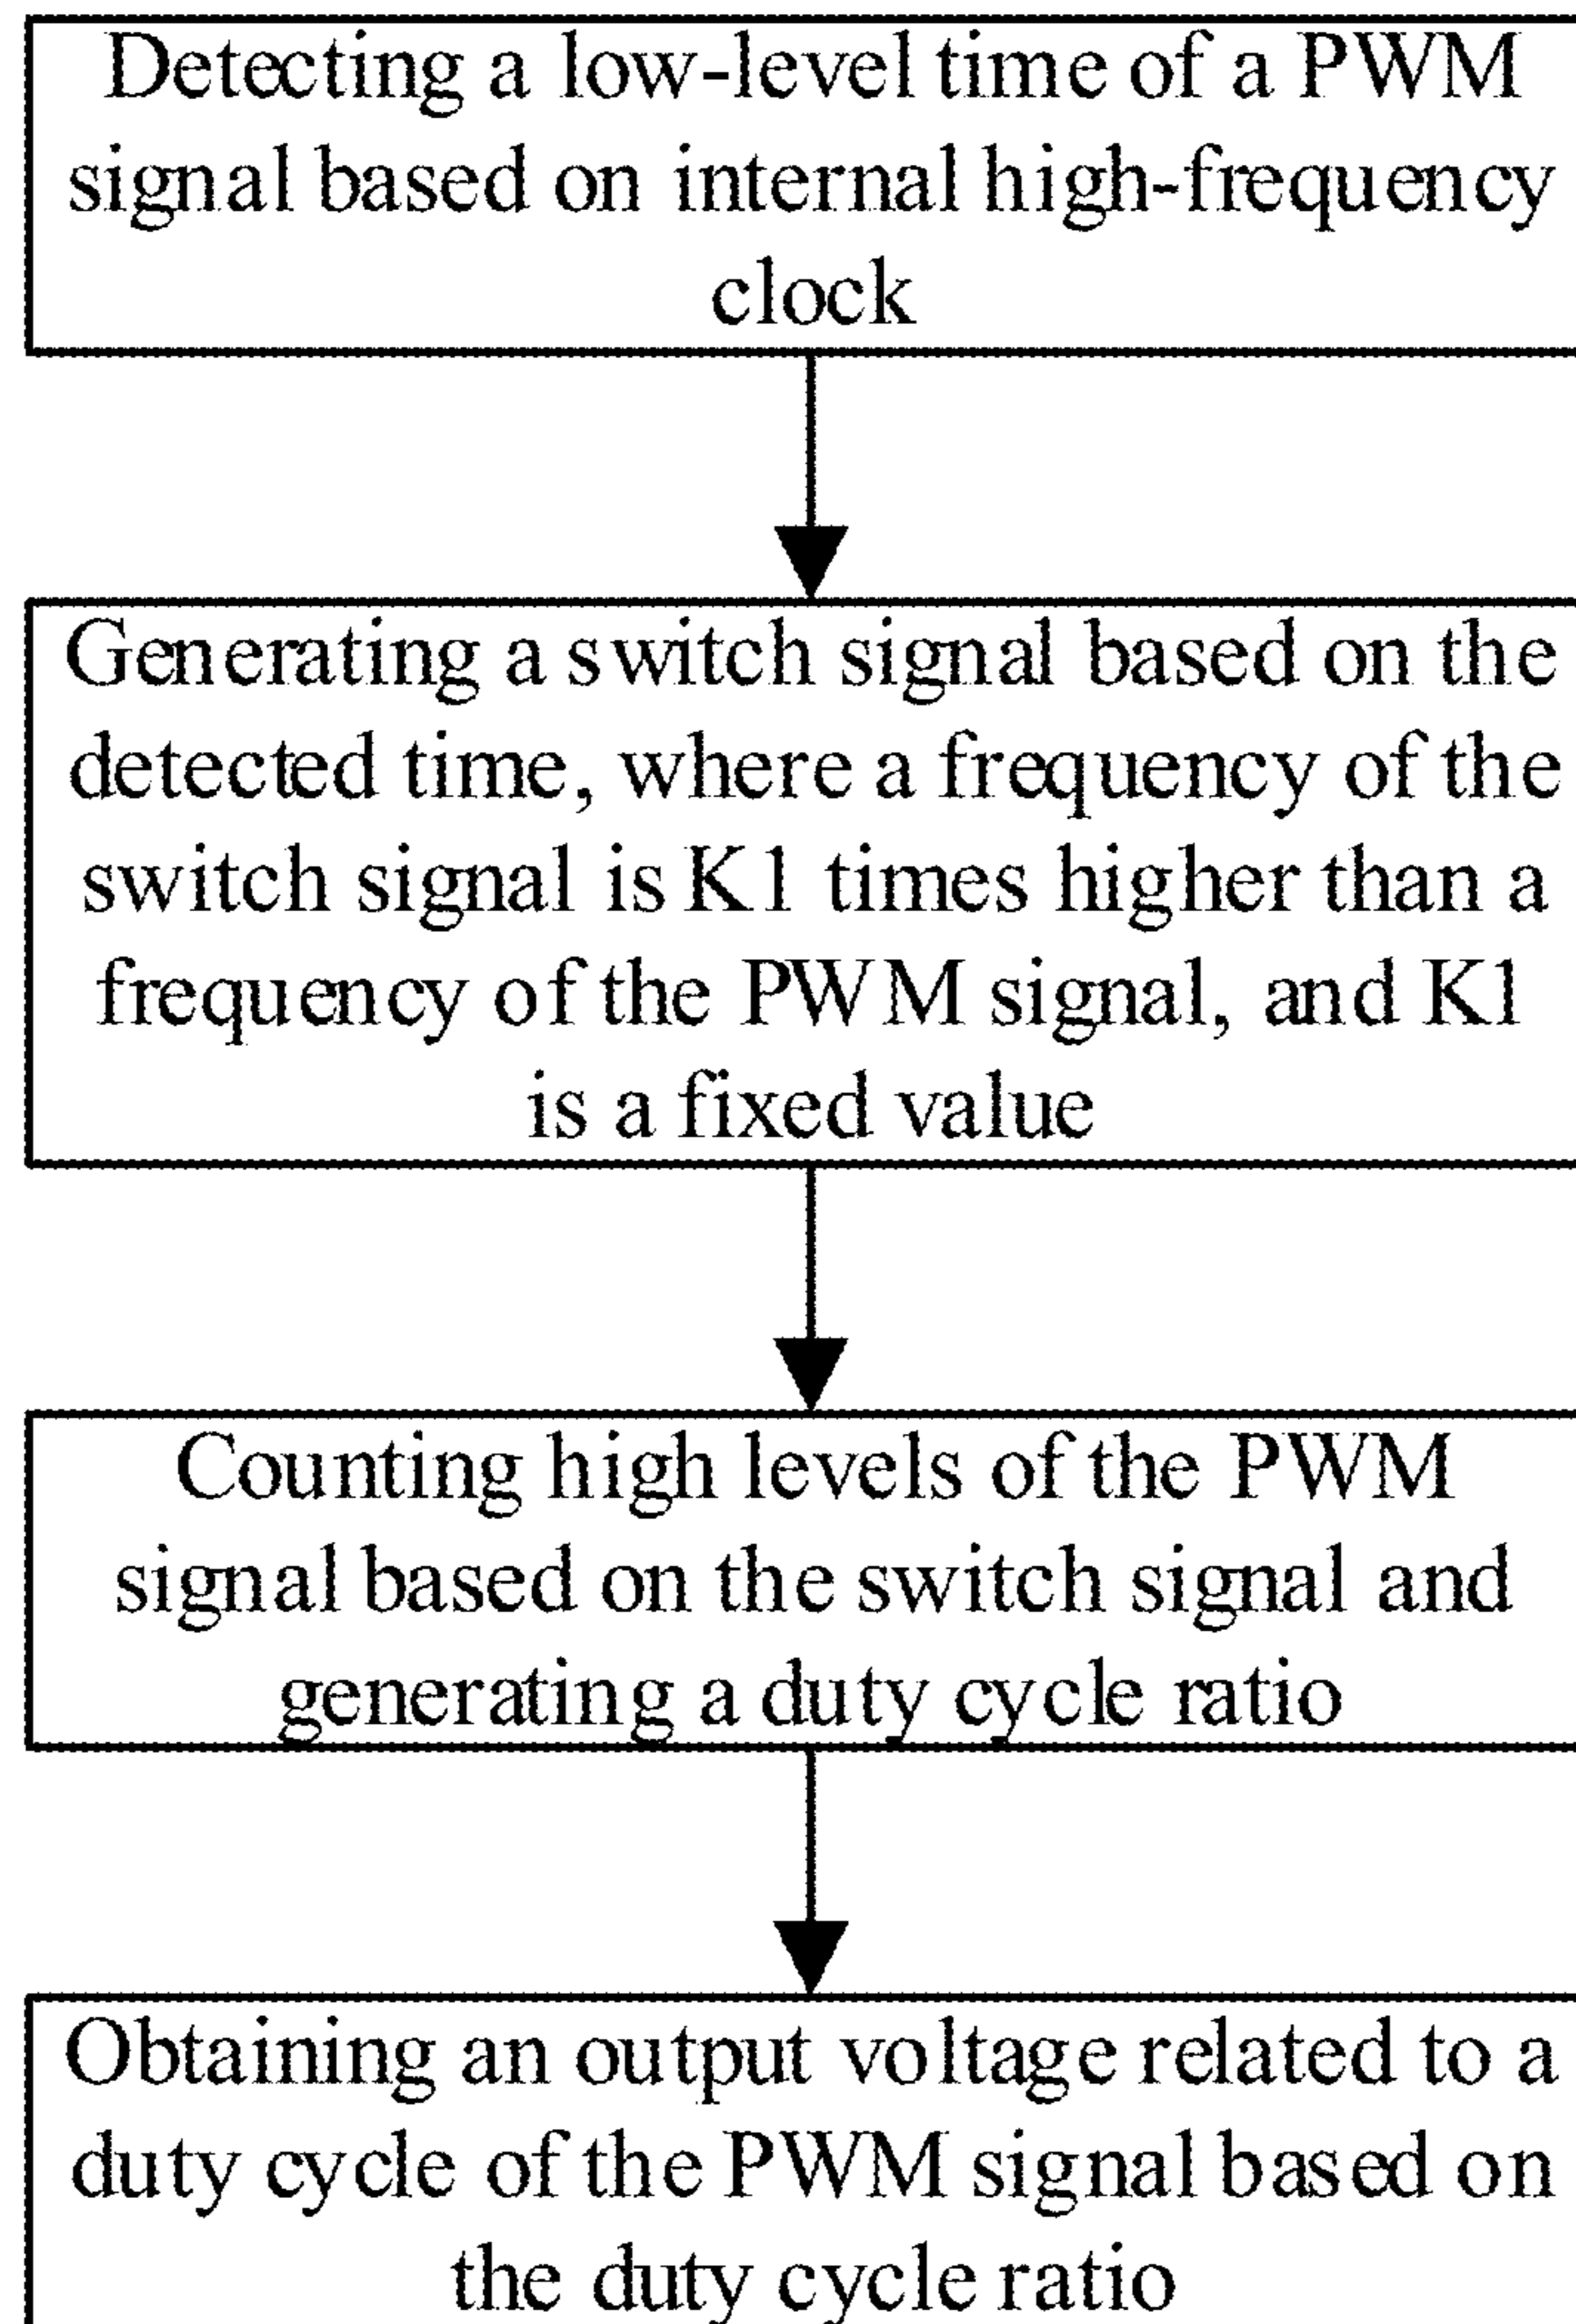 Detecting a low-level time of a PWM
signal based on internal high-frequency
clock
Generating a switch signal based on the
detected time, where a frequency of the
switch signal is K1 times higher than a
frequency of the PWM signal, and K1
is a fixed value
Counting high levels of the PWM
signal based on the switch signal and
generating a duty cycle ratio
Obtaining an output voltage related to a
duty cycle of the PWM signal based on
the duty cycle ratio